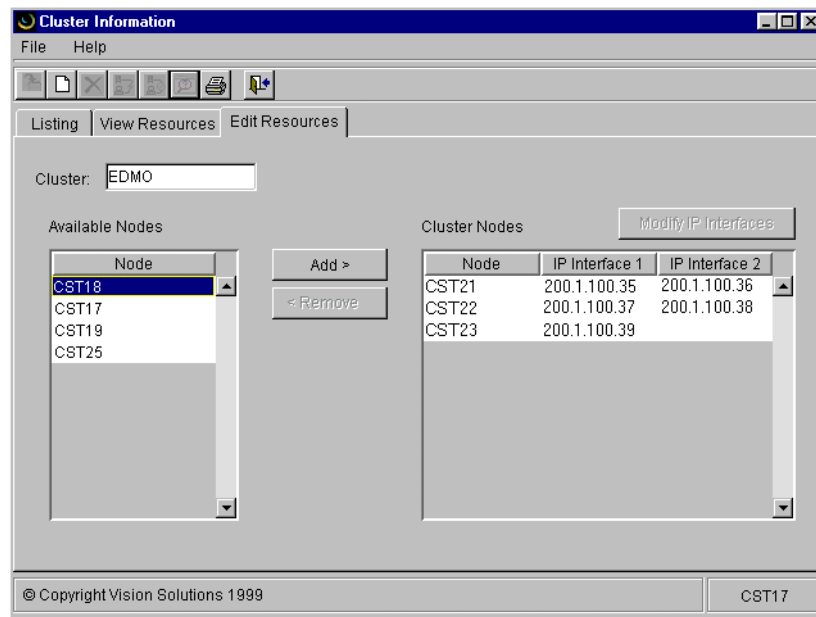 Cluster Information
File Help
Listing View Resources Edit Resources
Cluster: EDMO
Available Nodes
Cluster Nodes Modify IP Interfaces
Node
CST18
CST17
CST19
CST25
Add >
< Remove
Node IP Interface 1 IP Interface 2
CST21 200.1.100.35 200.1.100.36
CST22 200.1.100.37 200.1.100.38
CST23 200.1.100.39
© Copyright Vision Solutions 1999 CST17